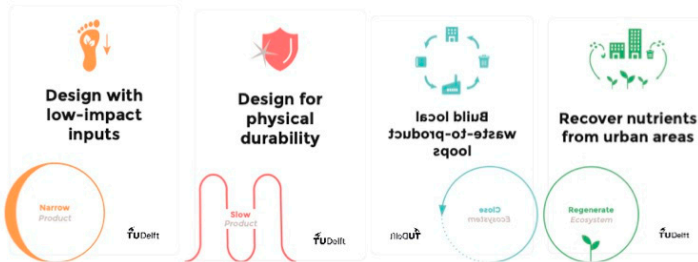 Design with
low-impact
inputs
Narrow
Product
TUDelft
Design for
physical
durability
Slow
Product
TUDelft
Build local
waste-to-product
loops
Close
Ecosystem
TUDelft
Recover nutrients
from urban areas
Regenerate
Ecosystem
TUDelft